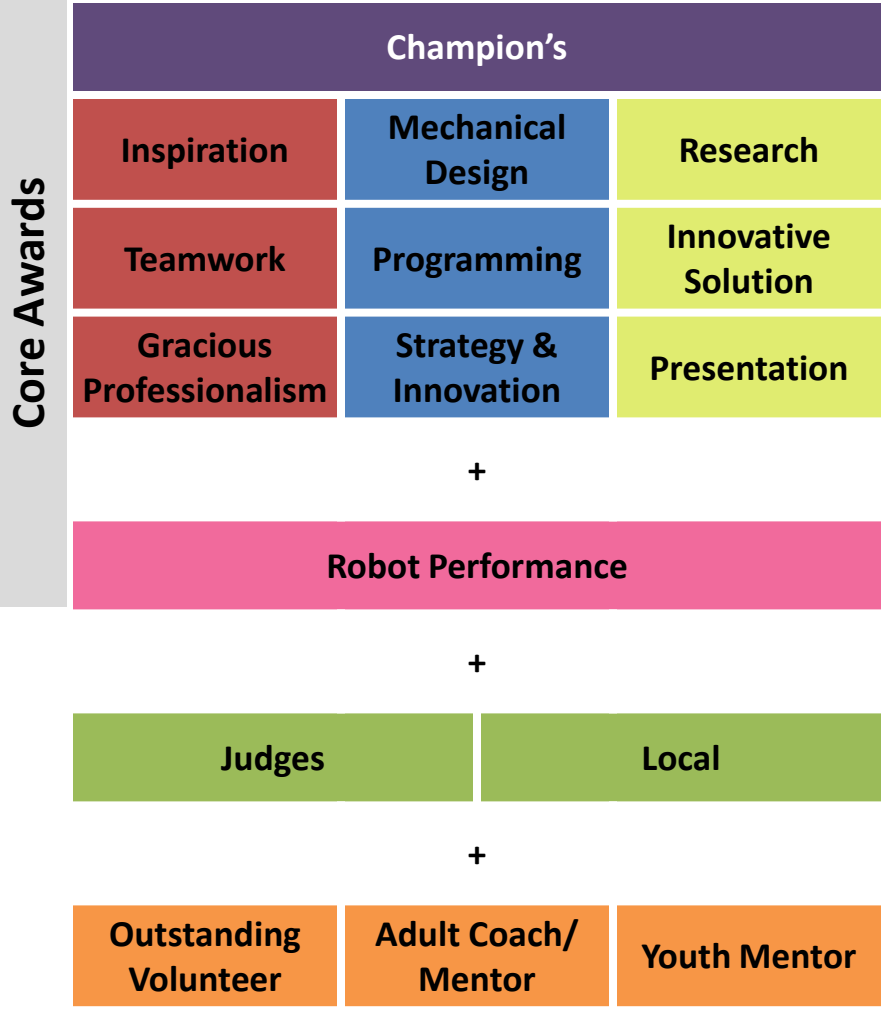 Core Awards
Champion’s
Inspiration
Mechanical
Design
Research
Teamwork
Programming
Innovative
Solution
Gracious
Professionalism
Strategy &
Innovation
Presentation
+
Robot Performance
+
Judges
Local
+
Outstanding
Volunteer
Adult Coach/
Mentor
Youth Mentor